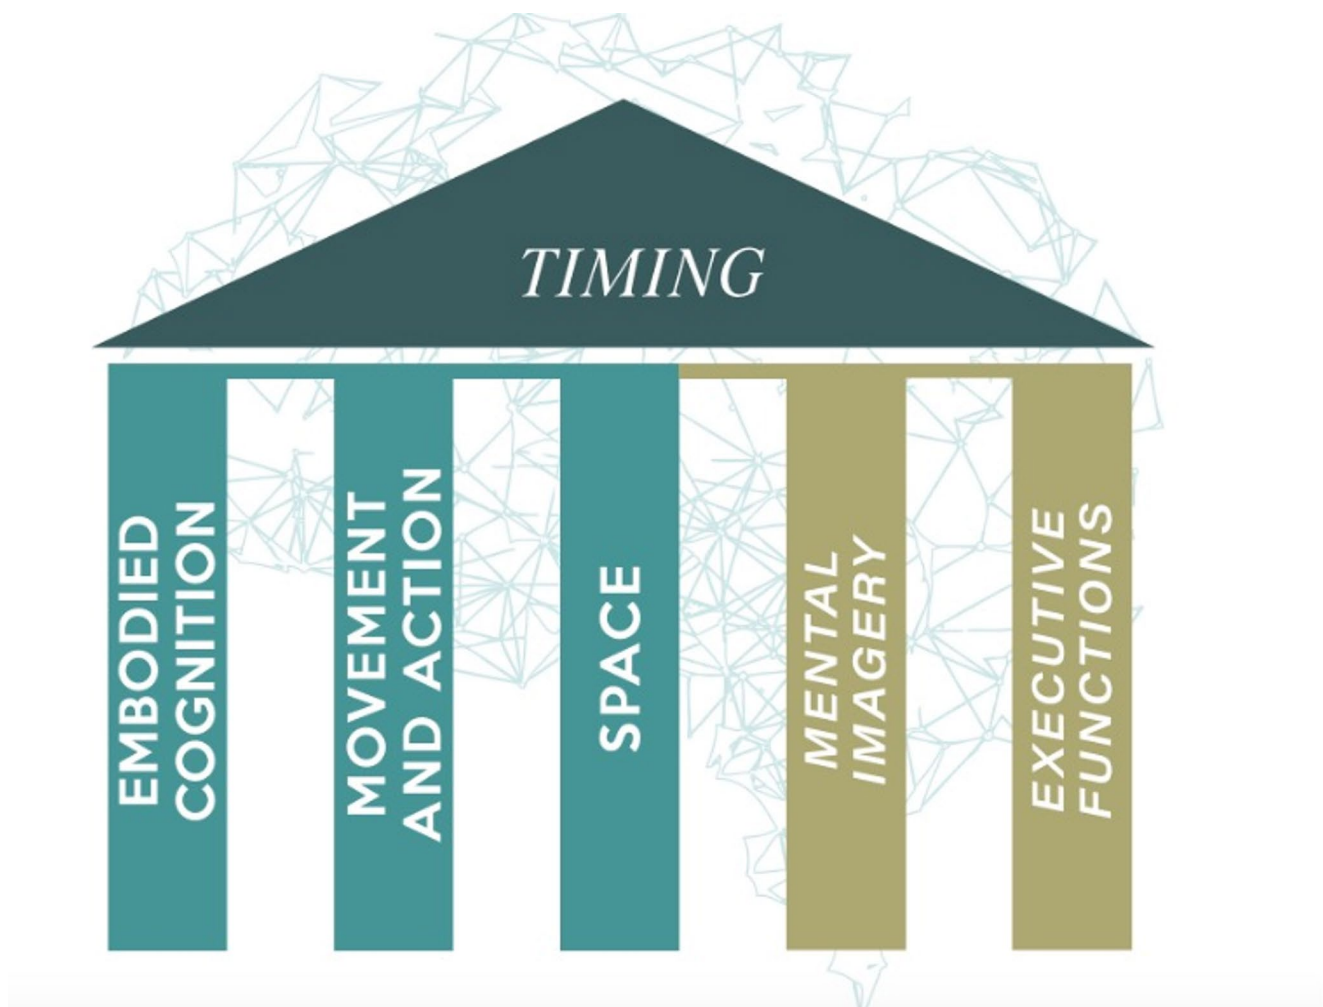 TIMING
EMBODIED
COGNITION
MOVEMENT
AND ACTION
SPACE
MENTAL
IMAGERY
EXECUTIVE
FUNCTIONS